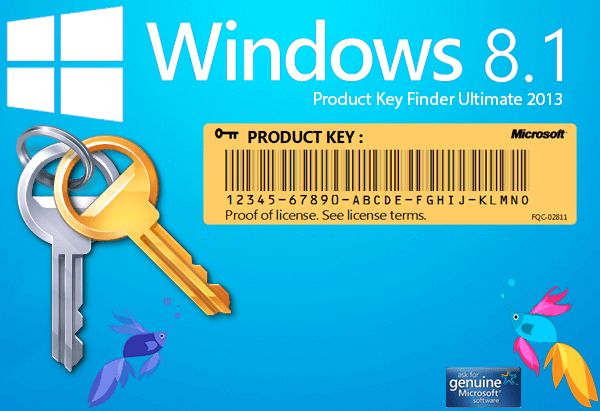 Windows 8.1
Product Key Finder Ultimate 2013
PRODUCT KEY :
Microsoft
12345-67890-ABCDE-FGHIJ-KLMNO
Proof of license. See license terms.
FQC-02811
ask for
genuine
Microsoft
software